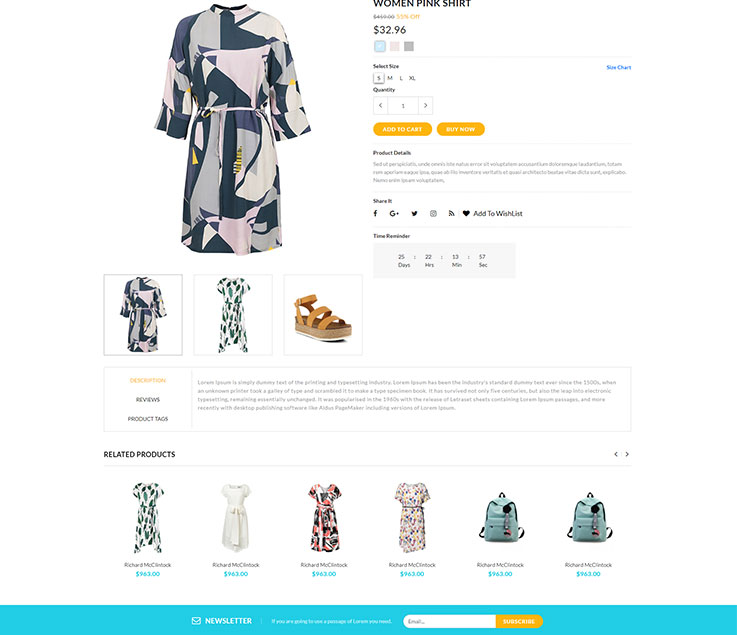 WOMEN PINK SHIRT
$459.00 55% Off
$32.96
Select Size
Size Chart
S M L XL
Quantity
1
ADD TO CART BUY NOW
Product Details
Sed ut perspiciatis, unde omnis iste natus error sit voluptatem accusantium doloremque laudantium, totam
rem aperiam eaque ipsa, quae ab illo inventore veritatis et quasi architecto beatae vitae dicta sunt, explicabo.
Nemo enim ipsam voluptatem,
Share It
Add To WishList
Time Reminder
25 : 22 : 13 : 57
Days Hrs Min Sec
DESCRIPTION
REVIEWS
PRODUCT TAGS
Lorem Ipsum is simply dummy text of the printing and typesetting industry. Lorem Ipsum has been the industry's standard dummy text ever since the 1500s, when
an unknown printer took a galley of type and scrambled it to make a type specimen book. It has survived not only five centuries, but also the leap into electronic
typesetting, remaining essentially unchanged. It was popularised in the 1960s with the release of Letraset sheets containing Lorem Ipsum passages, and more
recently with desktop publishing software like Aldus PageMaker including versions of Lorem Ipsum.
RELATED PRODUCTS
Richard McClintock Richard McClintock Richard McClintock Richard McClintock Richard McClintock Richard McClintock
$963.00 $963.00 $963.00 $963.00 $963.00 $963.00
NEWSLETTER | If you are going to use a passage of Lorem you need. Email... SUBSCRIBE